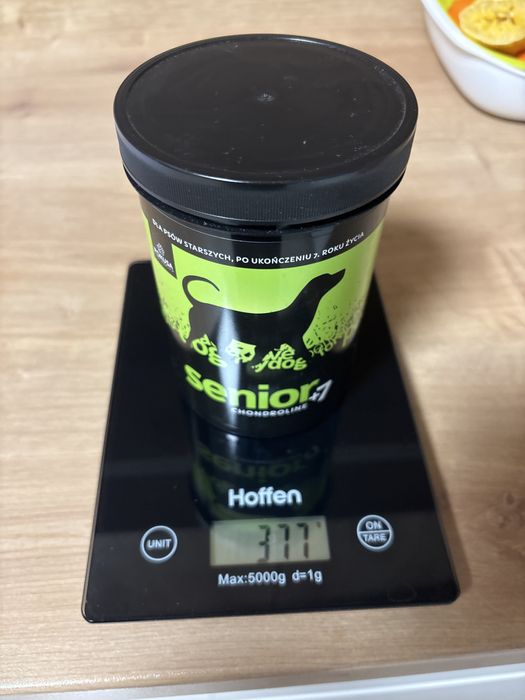 DLA PSÓW STARSZYCH, PO UKOŃCZENIU 7. ROKU ŻYCIA
dog
senior+7
CHONDROLINE
Hoffen
UNIT
377
ON
TARE
Max:5000g d=1g